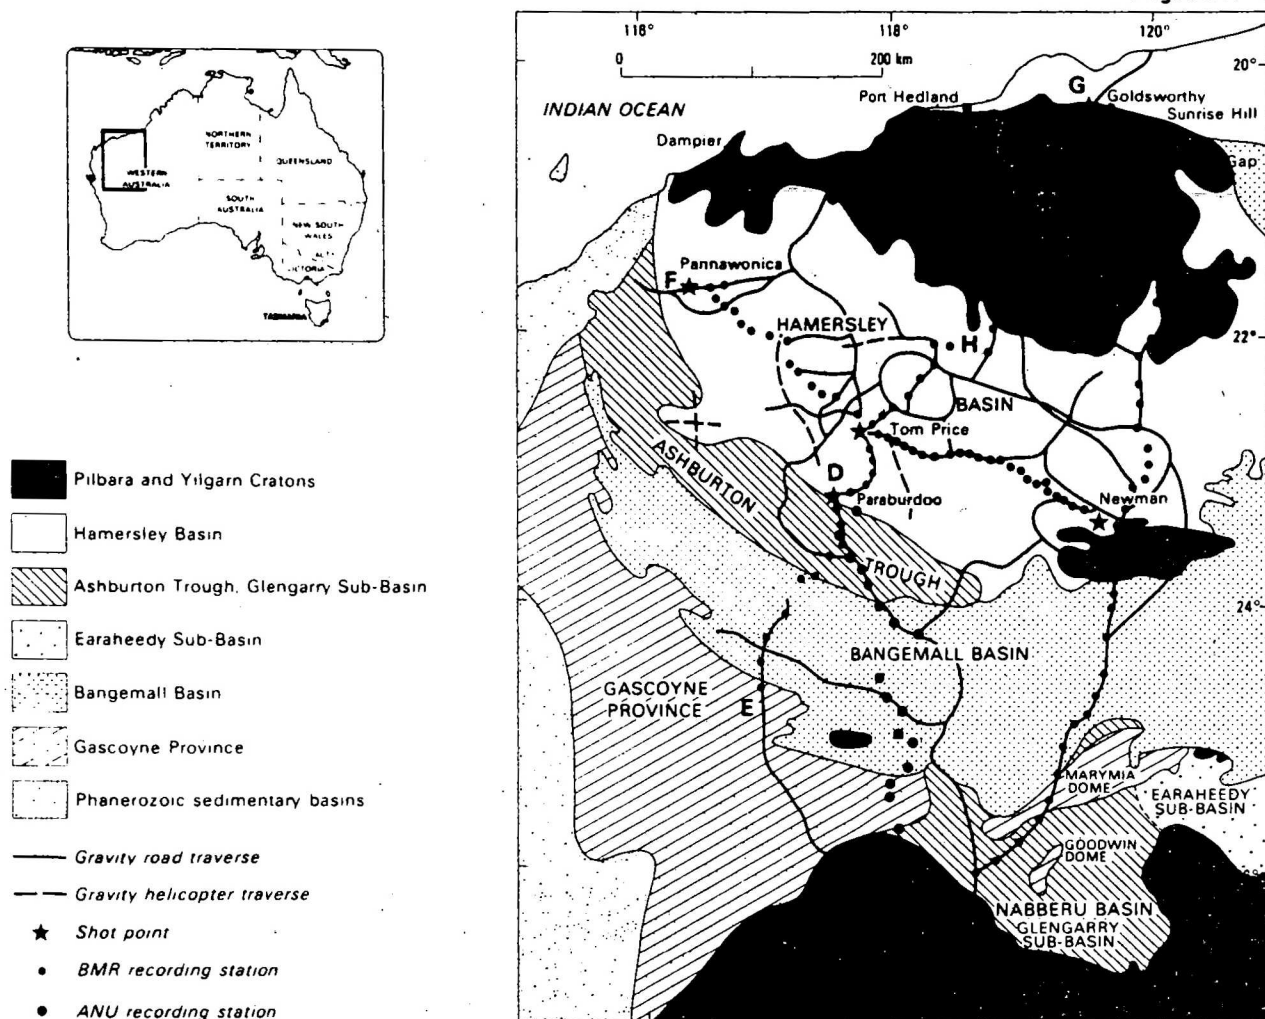 NORTHERN
TERRITORY
QUEENSLAND
WESTERN
AUSTRALIA
SOUTH
AUSTRALIA
NEW SOUTH
WALES
VICTORIA
TASMANIA
Pilbara and Yilgarn Cratons
Hamersley Basin
Ashburton Trough, Glengarry Sub-Basin
Earaheedy Sub-Basin
Bangemall Basin
Gascoyne Province
Phanerozoic sedimentary basins
Gravity road traverse
Gravity helicopter traverse
Shot point
BMR recording station
ANU recording station
116°
118°
120°
0
200 km
20°
INDIAN OCEAN
Port Hedland
G
Goldsworthy
Sunrise Hill
Dampier
Gap
Pannawonica
F
HAMERSLEY
H
22°
BASIN
Tom Price
ASHBURTON
D
Paraburdoo
Newman
TROUGH
24°
BANGEMALL BASIN
GASCOYNE
PROVINCE
E
MARYMIA
DOME
EARAHEEDY
SUB-BASIN
GOODWIN
DOME
NABBERU BASIN
GLENGARRY
SUB-BASIN